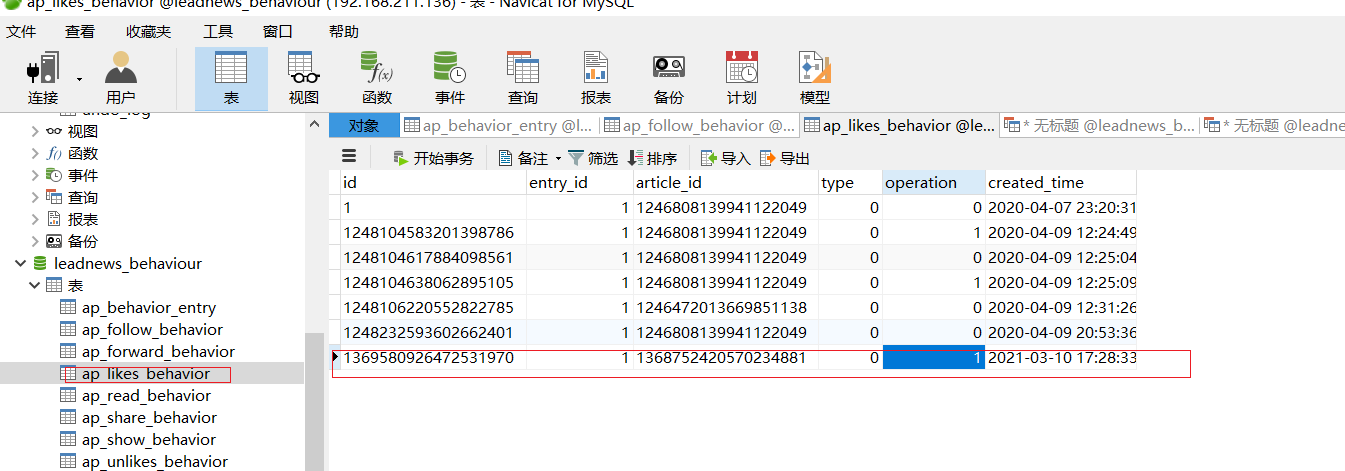 ap_likes_behavior @leadnews_behaviour (192.168.211.136) - 表 - Navicat for MySQL
文件 查看 收藏夹 工具 窗口 帮助
连接 用户 表 视图 函数 事件 查询 报表 备份 计划 模型
f(x)
对象 ap_behavior_entry @l... ap_follow_behavior @... ap_likes_behavior @le... * 无标题 @leadnews_b... * 无标题 @leadne
开始事务 备注 筛选 排序 导入 导出
undo_log
视图
函数
事件
查询
报表
备份
leadnews_behaviour
表
ap_behavior_entry
ap_follow_behavior
ap_forward_behavior
ap_likes_behavior
ap_read_behavior
ap_share_behavior
ap_show_behavior
ap_unlikes_behavior
id entry_id article_id type operation created_time
1 1 1246808139941122049 0 0 2020-04-07 23:20:31
1248104583201398786 1 1246808139941122049 0 1 2020-04-09 12:24:49
1248104617884098561 1 1246808139941122049 0 0 2020-04-09 12:25:04
1248104638062895105 1 1246808139941122049 0 1 2020-04-09 12:25:09
1248106220552822785 1 1246472013669851138 0 0 2020-04-09 12:31:26
1248232593602662401 1 1246808139941122049 0 0 2020-04-09 20:53:36
1369580926472531970 1 1368752420570234881 0 1 2021-03-10 17:28:33